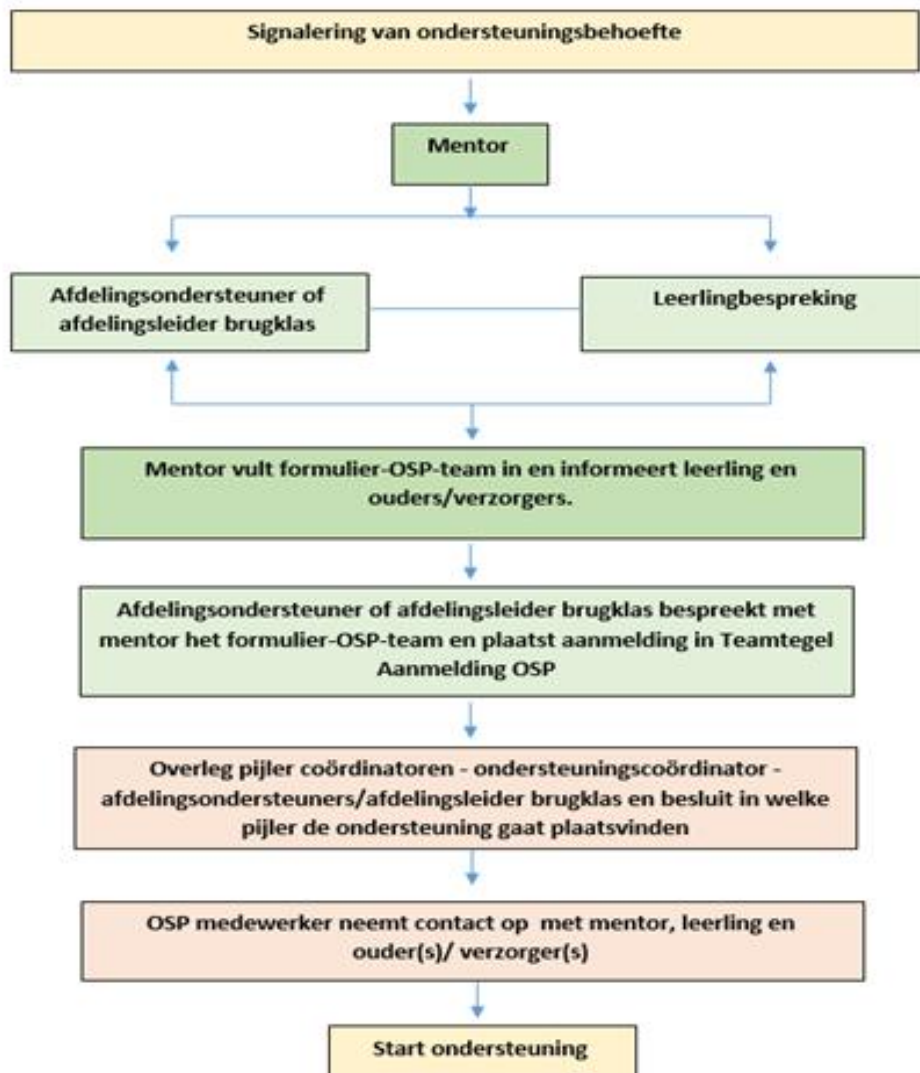 Signalering van ondersteuningsbehoefte
Mentor
Afdelingsondersteuner of
afdelingsleider brugklas
Leerlingbespreking
Mentor vult formulier-OSP-team in en informeert leerling en
ouders/verzorgers.
Afdelingsondersteuner of afdelingsleider brugklas bespreekt met
mentor het formulier-OSP-team en plaatst aanmelding in Teamtegel
Aanmelding OSP
Overleg pijler coördinatoren - ondersteuningscoördinator -
afdelingsondersteuners/afdelingsleider brugklas en besluit in welke
pijler de ondersteuning gaat plaatsvinden
OSP medewerker neemt contact op met mentor, leerling en
ouder(s)/ verzorger(s)
Start ondersteuning